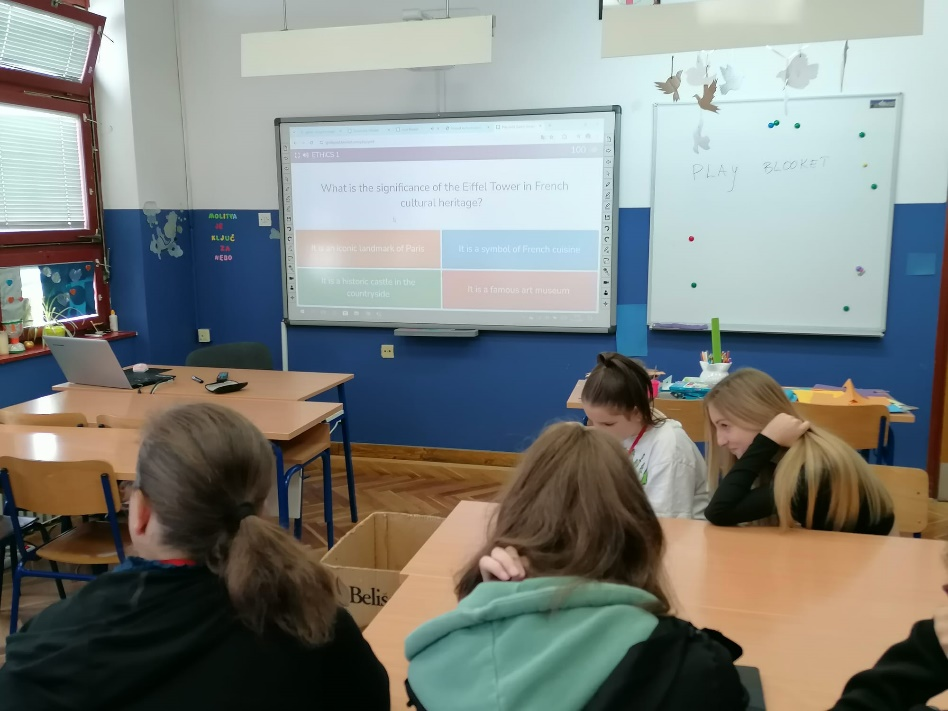 ETHICS 1
100
What is the significance of the Eiffel Tower in French
cultural heritage?
It is an iconic landmark of Paris
It is a symbol of French cuisine
It is a historic castle in the
countryside
It is a famous art museum
PLAY BLOOKET
MOLITVA
JE
KLJUČ
ZA
NEBO
Beliš